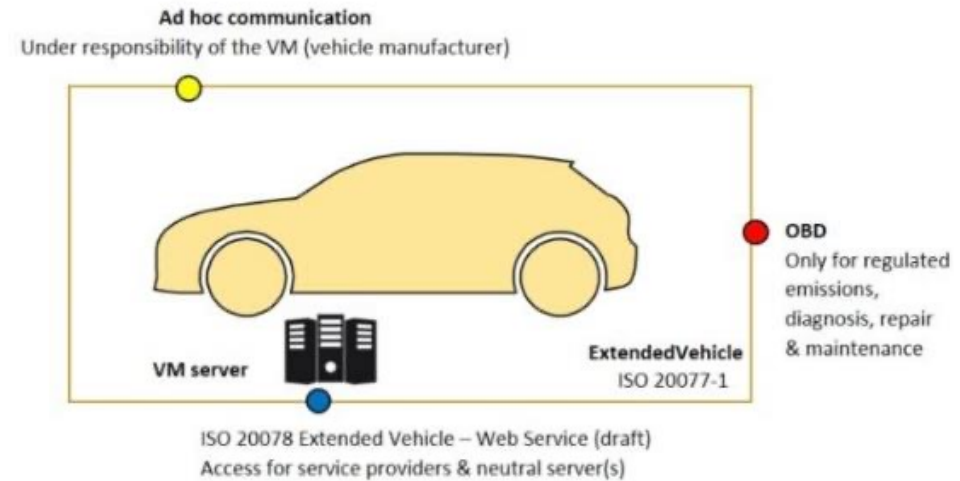 Ad hoc communication
Under responsibility of the VM (vehicle manufacturer)
OBD
Only for regulated
emissions,
diagnosis, repair
& maintenance
VM server
ExtendedVehicle
ISO 20077-1
ISO 20078 Extended Vehicle – Web Service (draft)
Access for service providers & neutral server(s)